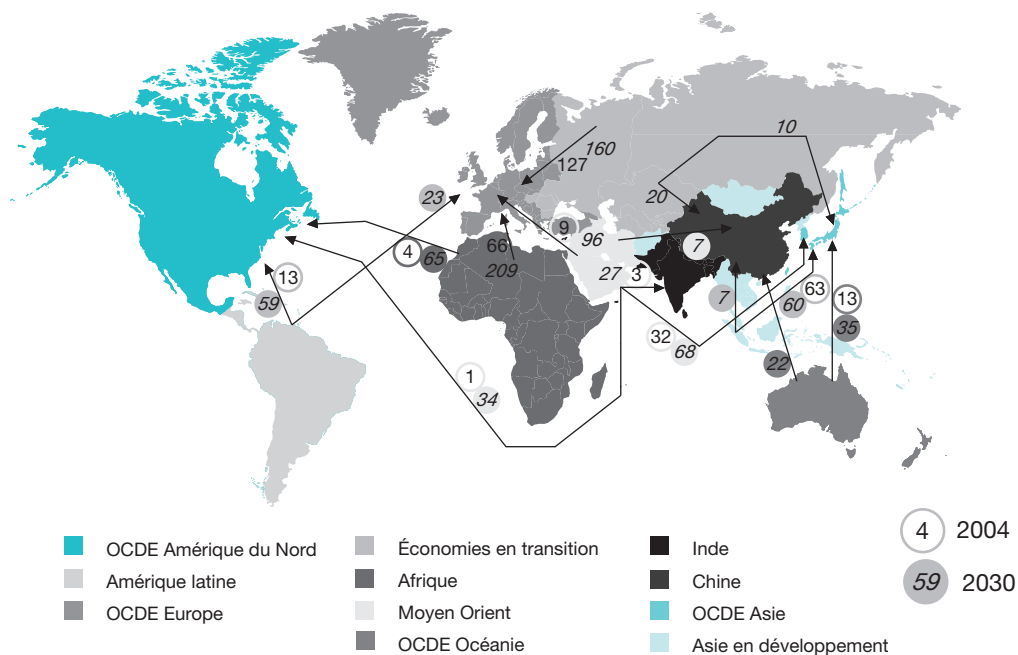 10
160
127
20
23
9
96
7
4
65
66
209
27
3
13
59
7
60
63
13
35
32
68
22
1
34
4 2004
59 2030
OCDE Amérique du Nord
Amérique latine
OCDE Europe
Économies en transition
Afrique
Moyen Orient
OCDE Océanie
Inde
Chine
OCDE Asie
Asie en développement